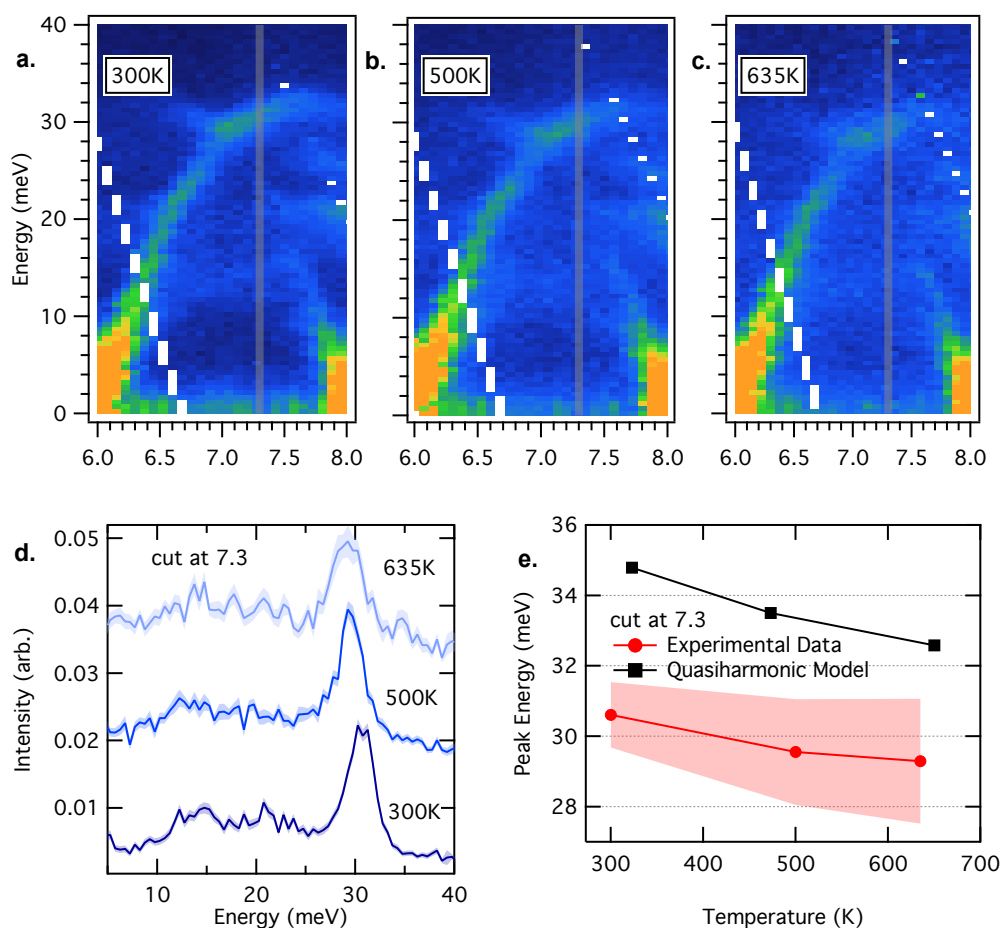 a.
300K
b.
500K
c.
635K
Energy (meV)
40
30
20
10
0
6.0 6.5 7.0 7.5 8.0
6.0 6.5 7.0 7.5 8.0
6.0 6.5 7.0 7.5 8.0
d.
cut at 7.3
635K
500K
300K
Intensity (arb.)
0.05
0.04
0.03
0.02
0.01
10 20 30 40
Energy (meV)
e.
cut at 7.3
Experimental Data
Quasiharmonic Model
Peak Energy (meV)
36
34
32
30
28
300 400 500 600 700
Temperature (K)